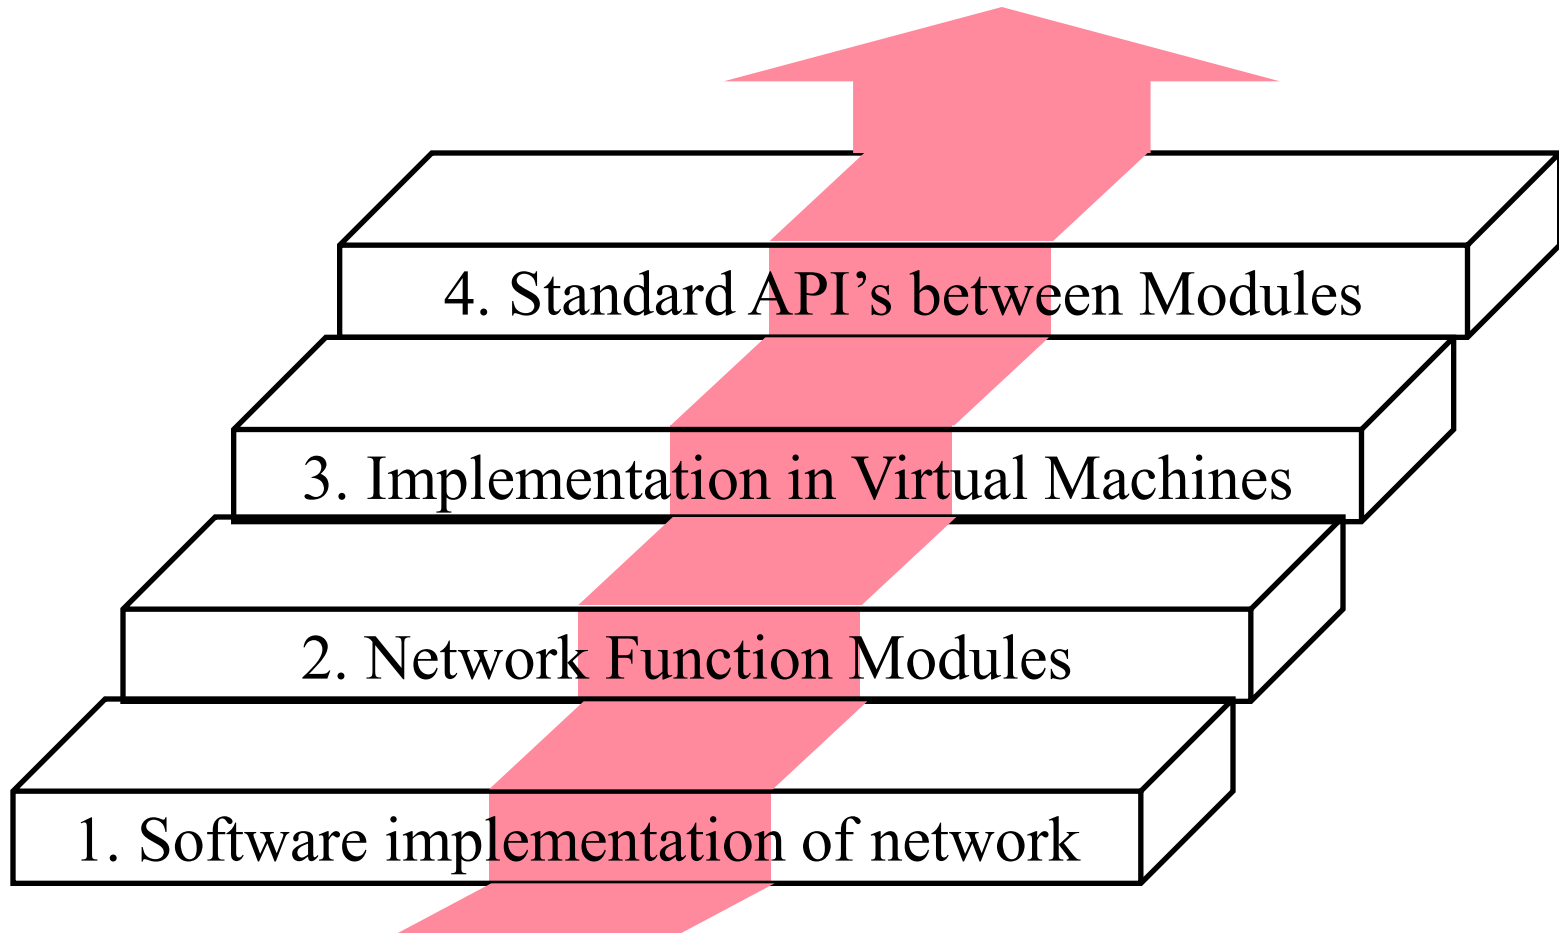 4. Standard API’s between Modules
3. Implementation in Virtual Machines
2. Network Function Modules
1. Software implementation of network